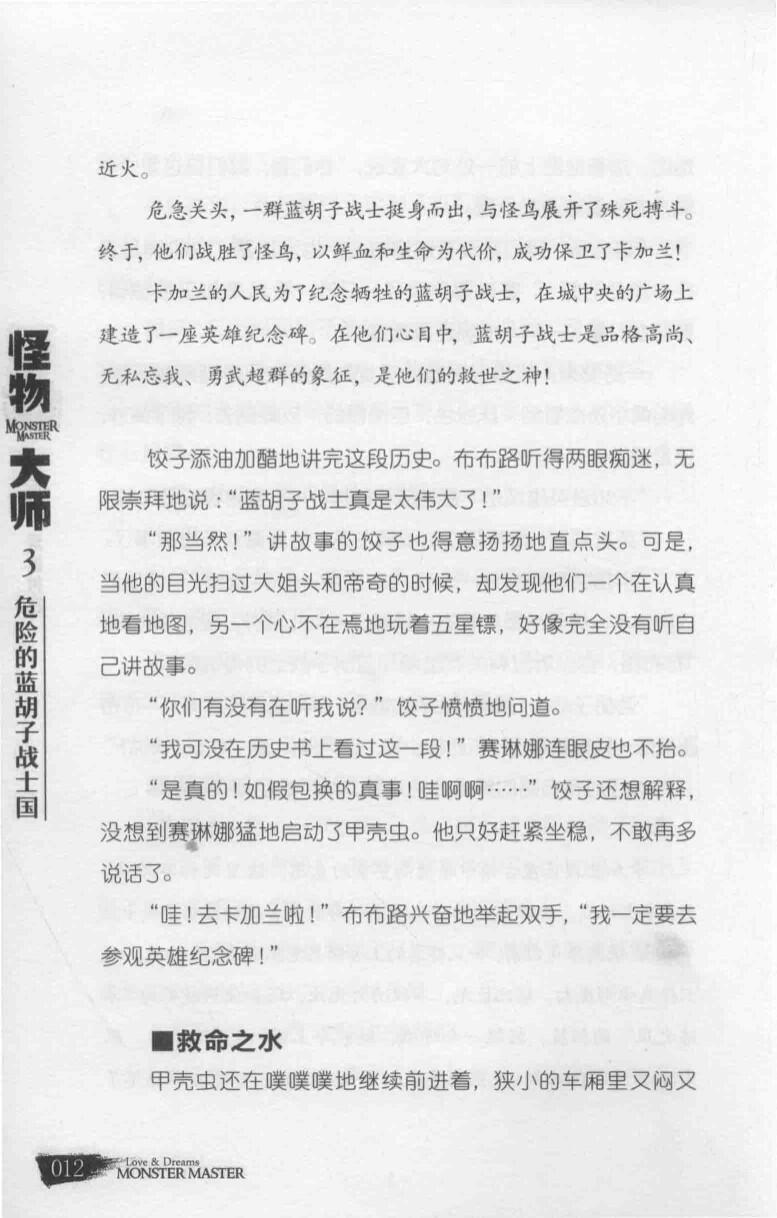 近火。
危急关头，一群蓝胡子战士挺身而出，与怪鸟展开了殊死搏斗。
终于，他们战胜了怪鸟，以鲜血和生命为代价，成功保卫了卡加兰！
卡加兰的人民为了纪念牺牲的蓝胡子战士，在城中央的广场上
建造了一座英雄纪念碑。在他们心目中，蓝胡子战士是品格高尚、
无私忘我、勇武超群的象征，是他们的救世之神！
饺子添油加醋地讲完这段历史。布布路听得两眼痴迷，无
限崇拜地说：“蓝胡子战士真是太伟大了！”
“那当然！”讲故事的饺子也得意扬扬地直点头。可是，
当他的目光扫过大姐头和帝奇的时候，却发现他们一个在认真
地看地图，另一个心不在焉地玩着五星镖，好像完全没有听自
己讲故事。
“你们有没有在听我说？”饺子愤愤地问道。
“我可没在历史书上看过这一段！”赛琳娜连眼皮也不抬。
“是真的！如假包换的真事！哇啊啊……”饺子还想解释，
没想到赛琳娜猛地启动了甲壳虫。他只好赶紧坐稳，不敢再多
说话了。
“哇！去卡加兰啦！”布布路兴奋地举起双手，“我一定要去
参观英雄纪念碑！”
■救命之水
甲壳虫还在噗噗噗地继续前进着，狭小的车厢里又闷又
怪物
MONSTER
MASTER
大师
3
危险的蓝胡子战士国
012
Love & Dreams
MONSTER MASTER